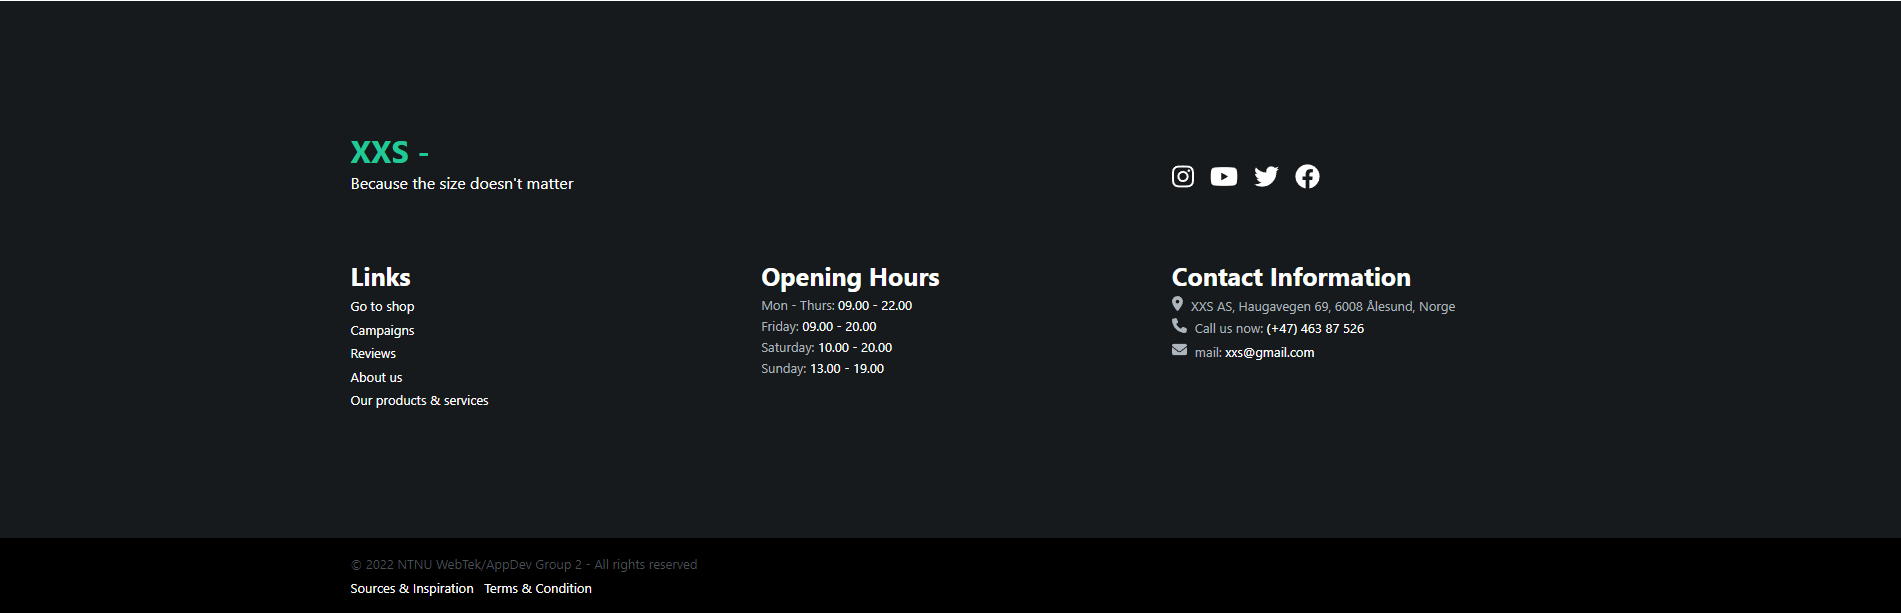 XXS -
Because the size doesn't matter
Links
Go to shop
Campaigns
Reviews
About us
Our products & services
Opening Hours
Mon - Thurs: 09.00 - 22.00
Friday: 09.00 - 20.00
Saturday: 10.00 - 20.00
Sunday: 13.00 - 19.00
Contact Information
XXS AS, Haugavegen 69, 6008 Ålesund, Norge
Call us now: (+47) 463 87 526
mail: xxs@gmail.com
© 2022 NTNU WebTek/AppDev Group 2 - All rights reserved
Sources & Inspiration Terms & Condition